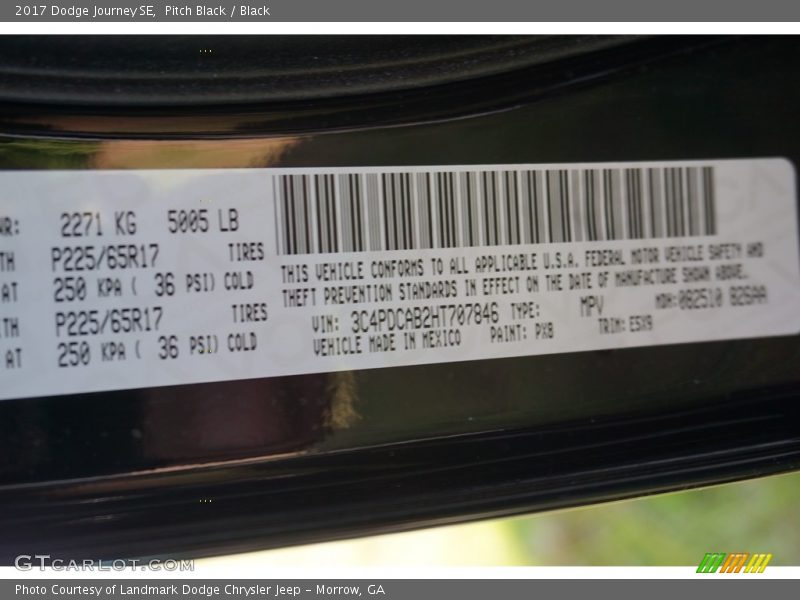 2017 Dodge Journey SE, Pitch Black / Black
WR: 2271 KG 5005 LB
TH P225/65R17 TIRES
AT 250 KPA ( 36 PSI) COLD
TH P225/65R17 TIRES
AT 250 KPA ( 36 PSI) COLD
THIS VEHICLE CONFORMS TO ALL APPLICABLE U.S.A. FEDERAL MOTOR VEHICLE SAFETY AND
THEFT PREVENTION STANDARDS IN EFFECT ON THE DATE OF MANUFACTURE SHOWN ABOVE.
VIN: 3C4PDCAB2HT707846 TYPE: MPV MDH: 062510 826AA
VEHICLE MADE IN MEXICO PAINT: PX8 TRIM: E5X9
GTCARLOT.COM
Photo Courtesy of Landmark Dodge Chrysler Jeep – Morrow, GA